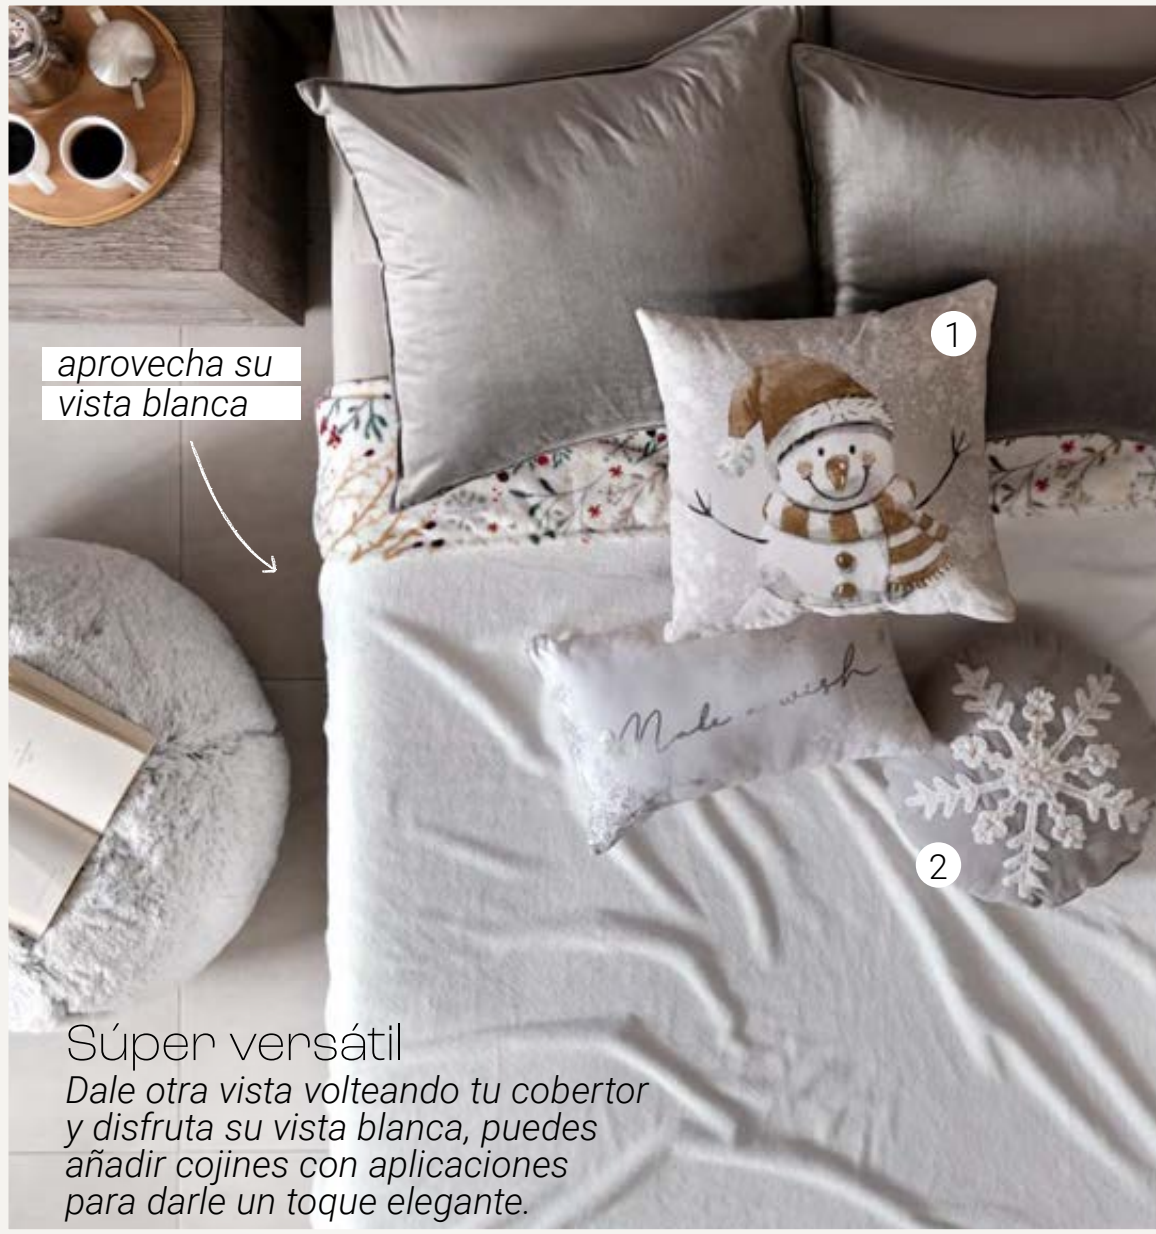 1
aprovecha su
vista blanca
Made a wish
2
Súper versátil
Dale otra vista volteando tu cobertor
y disfruta su vista blanca, puedes
añadir cojines con aplicaciones
para darle un toque elegante.